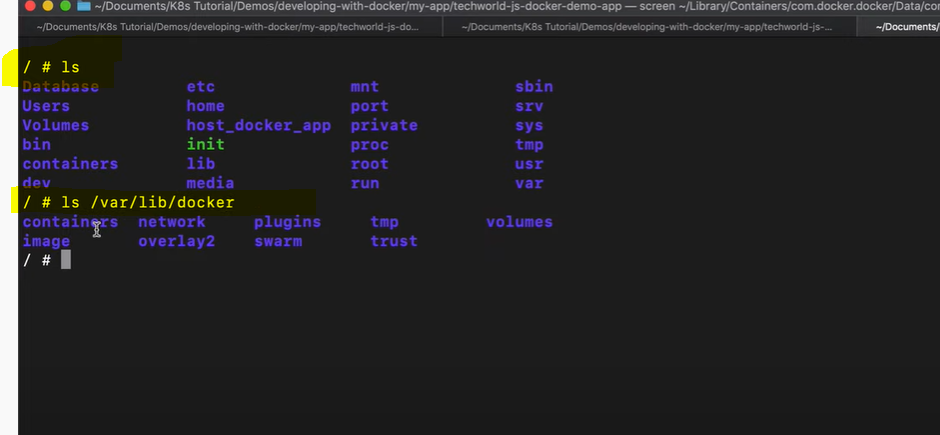 ~/Documents/K8s Tutorial/Demos/developing-with-docker/my-app/techworld-js-docker-demo-app — screen ~/Library/Containers/com.docker.docker/Data/co
~/Documents/K8s Tutorial/Demos/developing-with-docker/my-app/techworld-js-do... ~/Documents/K8s Tutorial/Demos/developing-with-docker/my-app/techworld-js-... ~/Documents/
/ # ls
Database etc mnt sbin
Users home port srv
Volumes host_docker_app private sys
bin init proc tmp
containers lib root usr
dev media run var
/ # ls /var/lib/docker
containers network plugins tmp volumes
image overlay2 swarm trust
/ #